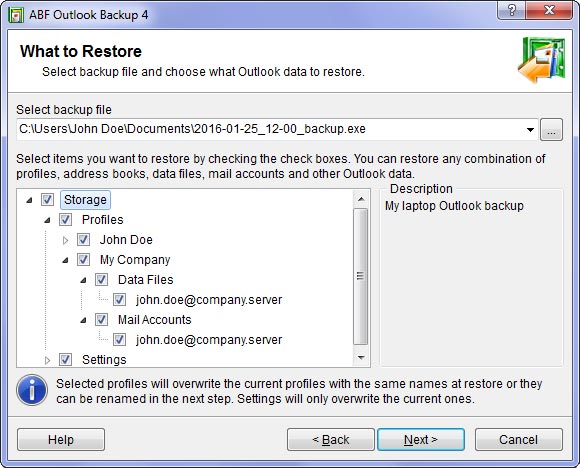 ABF Outlook Backup 4
What to Restore
Select backup file and choose what Outlook data to restore.
Select backup file
C:\Users\John Doe\Documents\2016-01-25_12-00_backup.exe
...
Select items you want to restore by checking the check boxes. You can restore any combination of
profiles, address books, data files, mail accounts and other Outlook data.
Storage
Profiles
John Doe
My Company
Data Files
john.doe@company.server
Mail Accounts
john.doe@company.server
Settings
Description
My laptop Outlook backup
Selected profiles will overwrite the current profiles with the same names at restore or they
can be renamed in the next step. Settings will only overwrite the current ones.
Help
< Back
Next >
Cancel